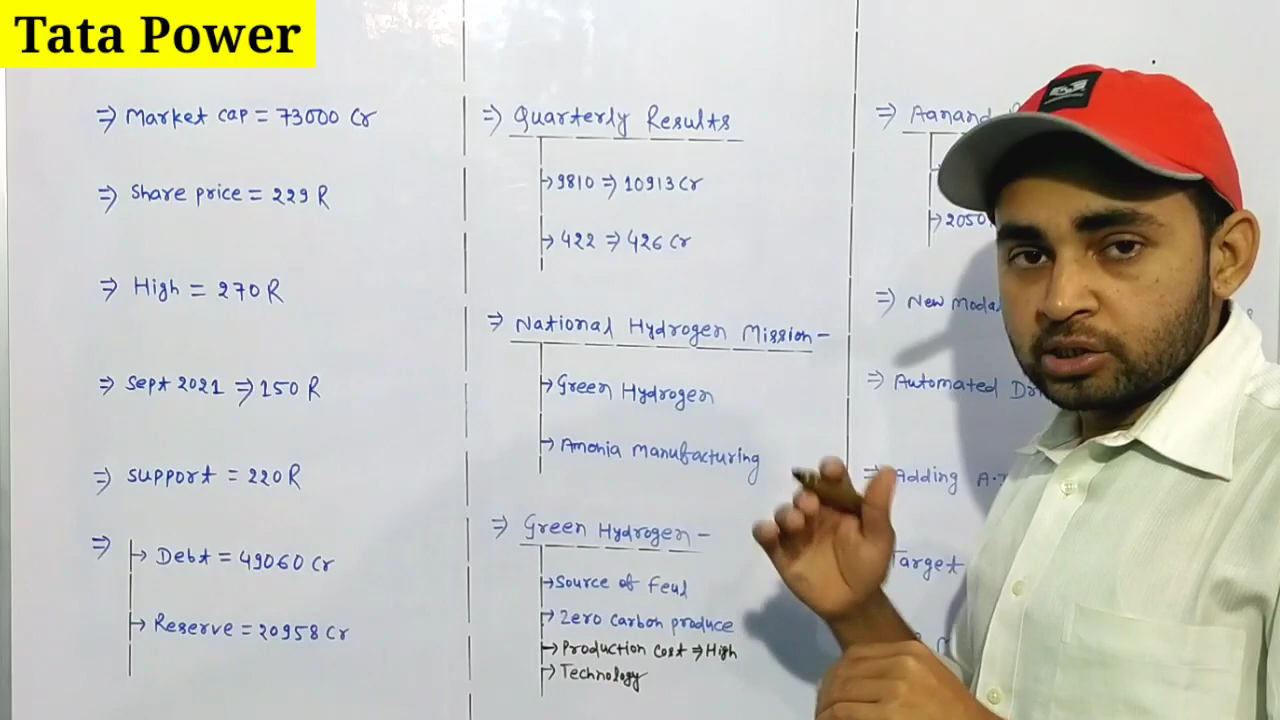 Tata Power
⇒ Market cap = 73000 Cr
⇒ Share price = 229 R
⇒ High = 270 R
⇒ Sept 2021 ⇒ 150 R
⇒ Support = 220 R
⇒ → Debt = 49060 Cr
→ Reserve = 20958 Cr
⇒ Quarterly Results
→ 9810 ⇒ 10913 Cr
→ 422 ⇒ 426 Cr
⇒ National Hydrogen Mission -
→ Green Hydrogen
→ Amonia Manufacturing
⇒ Green Hydrogen -
→ Source of Feul
→ Zero carbon produce
→ Production cost ⇒ High
→ Technology
⇒ Aanand
→ 2050
⇒ New Modal
⇒ Automated
⇒ Adding
Target